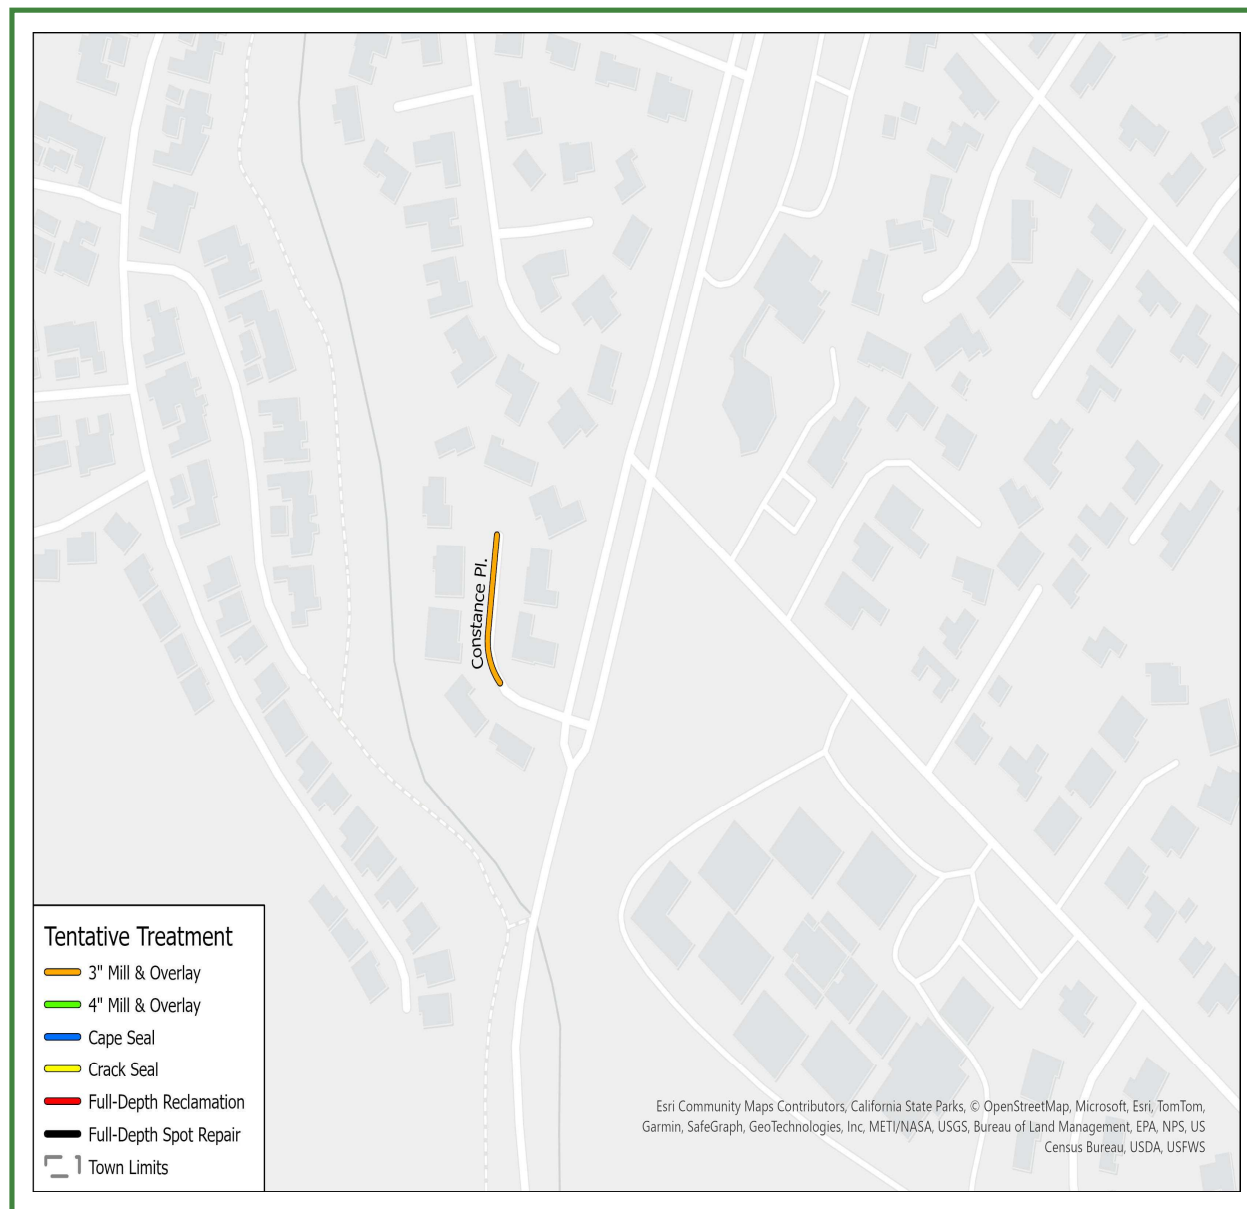 Constance Pl.
Tentative Treatment
3" Mill & Overlay
4" Mill & Overlay
Cape Seal
Crack Seal
Full-Depth Reclamation
Full-Depth Spot Repair
Town Limits
Esri Community Maps Contributors, California State Parks, © OpenStreetMap, Microsoft, Esri, TomTom,
Garmin, SafeGraph, GeoTechnologies, Inc, METI/NASA, USGS, Bureau of Land Management, EPA, NPS, US
Census Bureau, USDA, USFWS